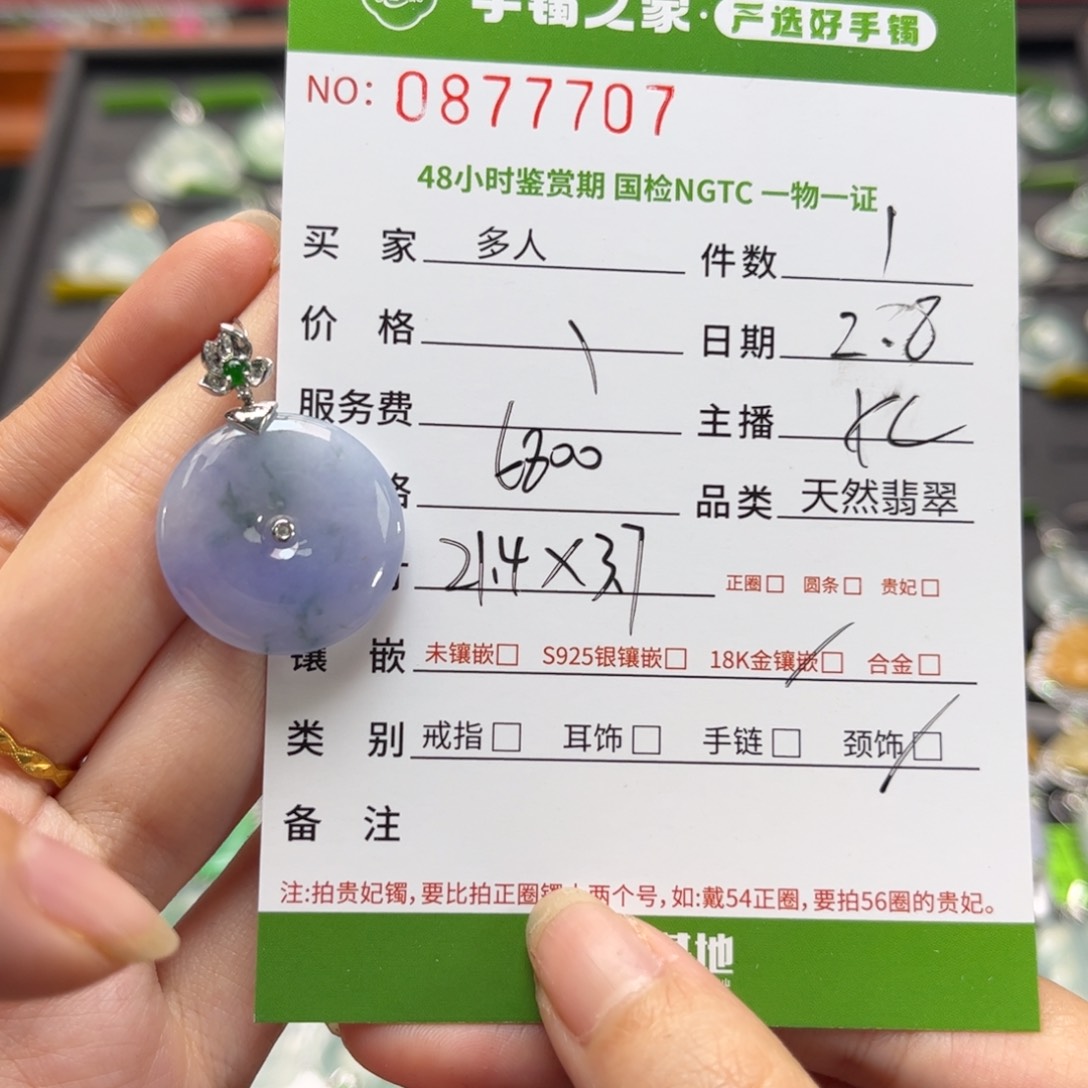 手镯之家·严选好手镯
NO: 0877707
48小时鉴赏期 国检NGTC 一物一证
买 家 多人 件数 1
价 格 日期 2.8
服务费 主播 KC
格 6800 品类 天然翡翠
寸 21.4×3.7 正圈□ 圆条□ 贵妃□
镶 嵌 未镶嵌□ S925银镶嵌□ 18K金镶嵌□ 合金□
类 别 戒指□ 耳饰□ 手链□ 颈饰□
备 注
注:拍贵妃镯,要比拍正圈镯大两个号,如:戴54正圈,要拍56圈的贵妃。
基地